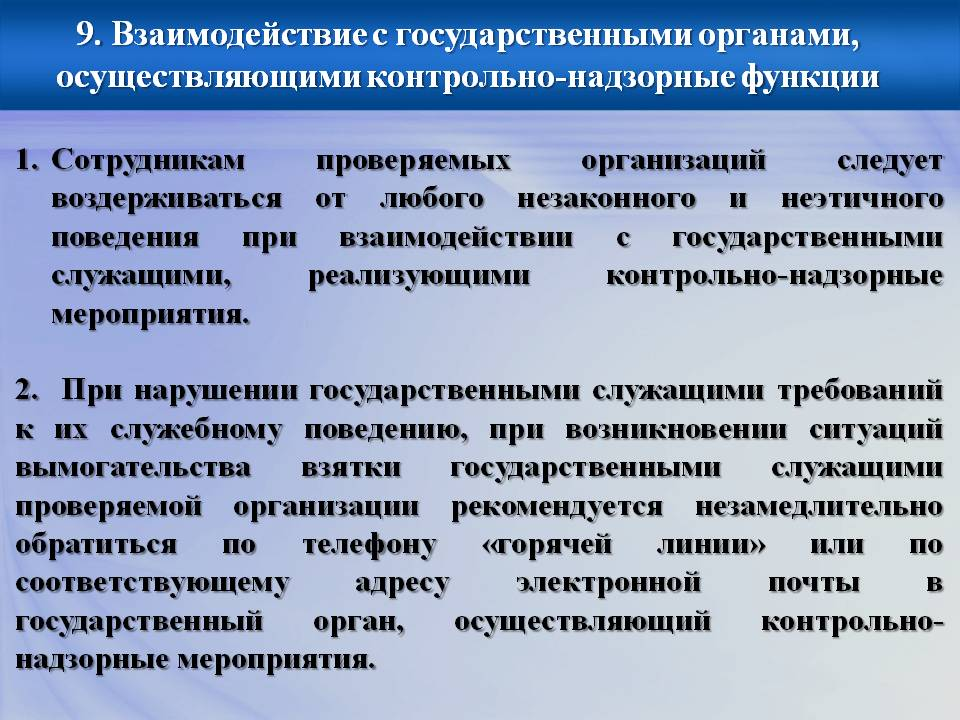 9. Взаимодействие с государственными органами,
осуществляющими контрольно-надзорные функции
1. Сотрудникам проверяемых организаций следует
воздерживаться от любого незаконного и неэтичного
поведения при взаимодействии с государственными
служащими, реализующими контрольно-надзорные
мероприятия.
2. При нарушении государственными служащими требований
к их служебному поведению, при возникновении ситуаций
вымогательства взятки государственными служащими
проверяемой организации рекомендуется незамедлительно
обратиться по телефону «горячей линии» или по
соответствующему адресу электронной почты в
государственный орган, осуществляющий контрольно-
надзорные мероприятия.